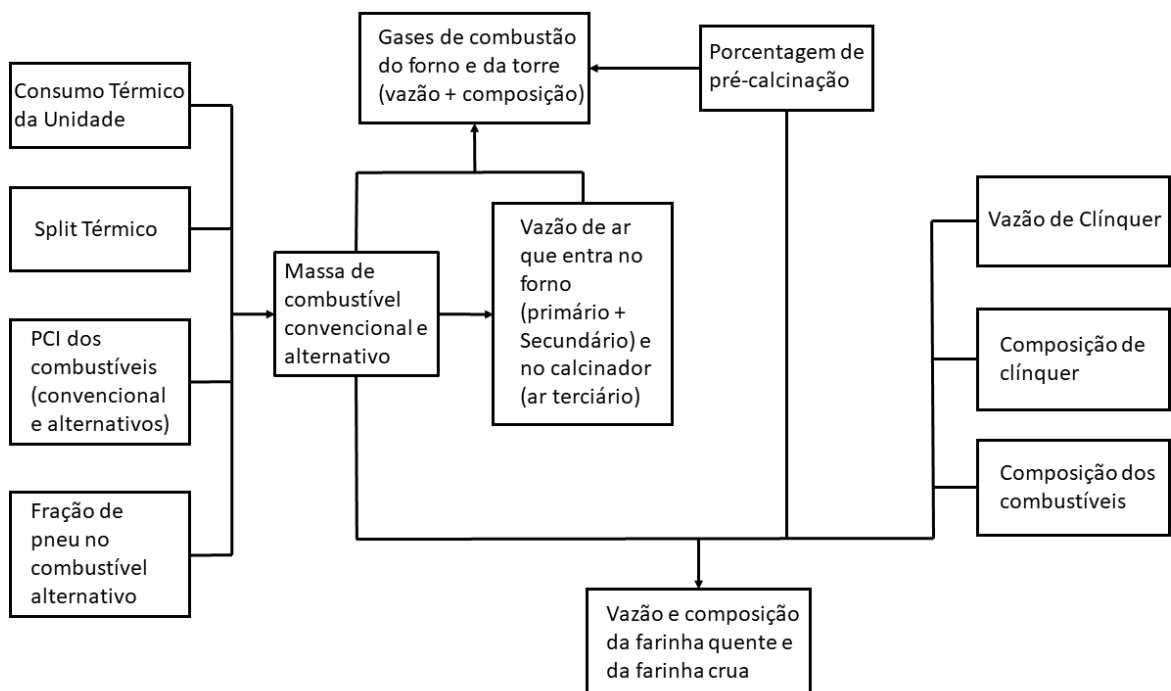 Gases de combustão
do forno e da torre
(vazão + composição)
Porcentagem de
pré-calcinação
Consumo Térmico
da Unidade
Split Térmico
PCI dos
combustíveis
(convencional
e alternativos)
Fração de
pneu no
combustível
alternativo
Massa de
combustível
convencional e
alternativo
Vazão de ar
que entra no
forno
(primário +
Secundário) e
no calcinador
(ar terciário)
Vazão de Clínquer
Composição de
clínquer
Composição dos
combustíveis
Vazão e composição
da farinha quente e
da farinha crua